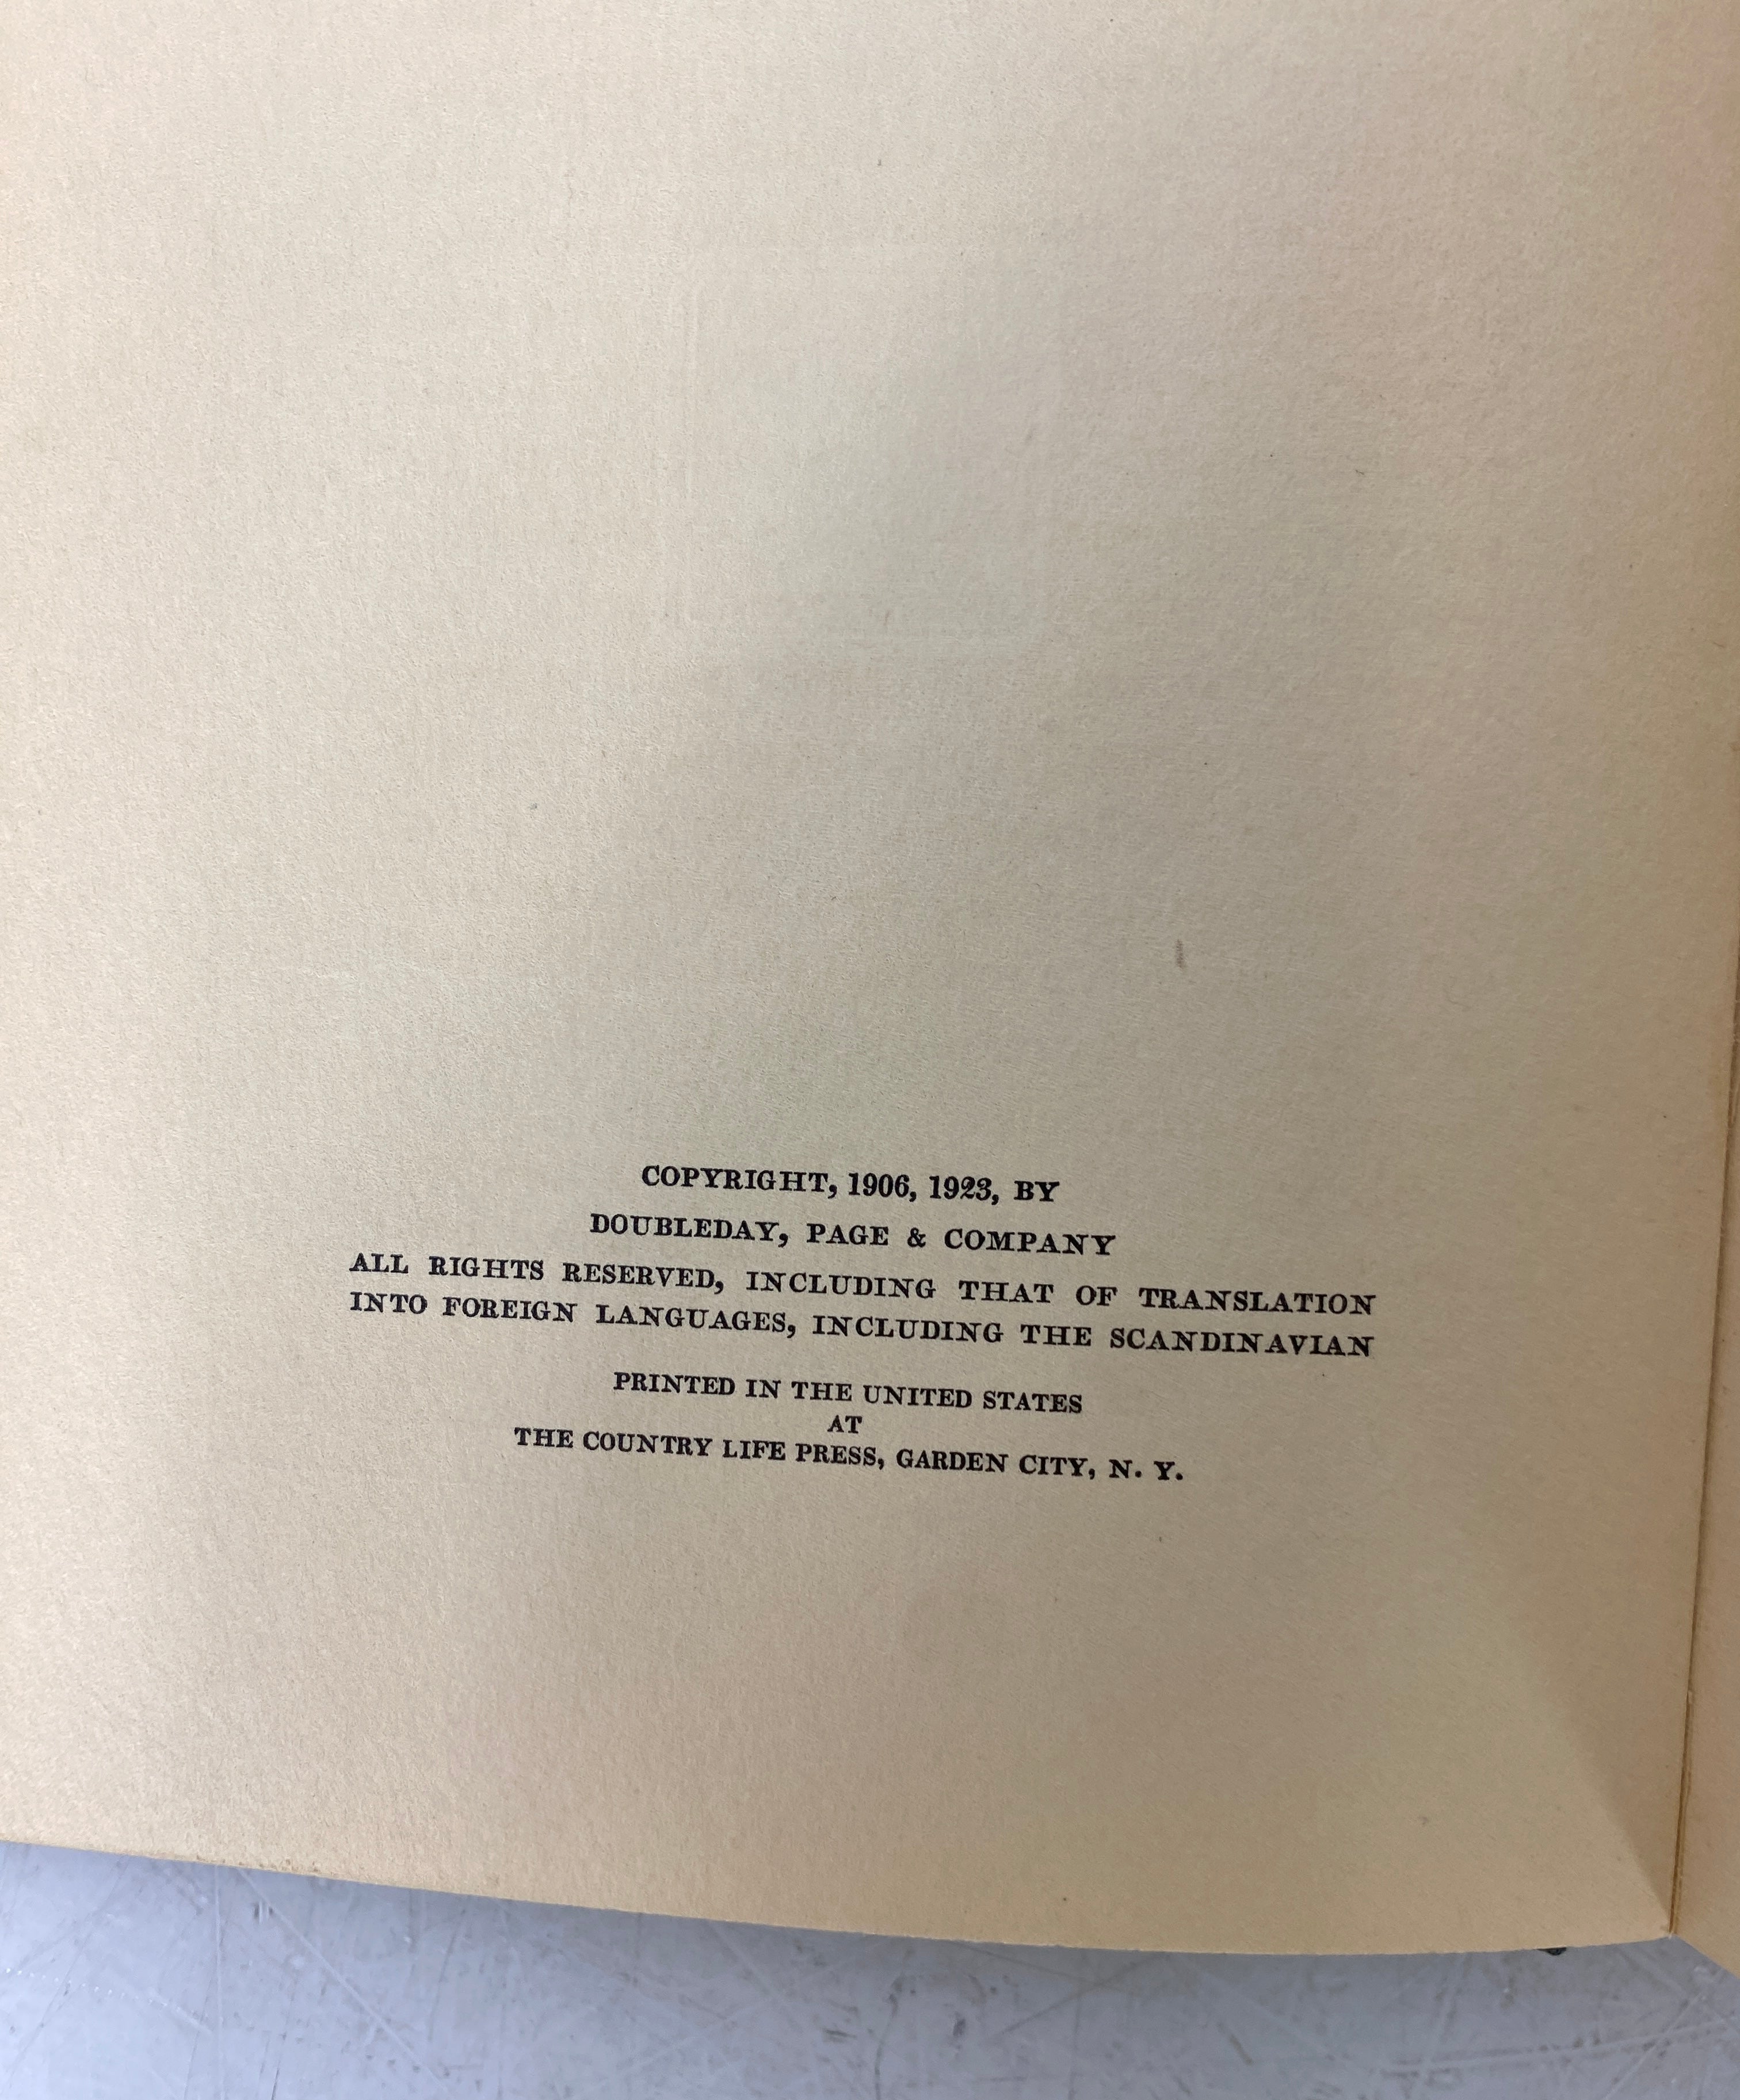 COPYRIGHT, 1906, 1923, BY
DOUBLEDAY, PAGE & COMPANY
ALL RIGHTS RESERVED, INCLUDING THAT OF TRANSLATION
INTO FOREIGN LANGUAGES, INCLUDING THE SCANDINAVIAN
PRINTED IN THE UNITED STATES
AT
THE COUNTRY LIFE PRESS, GARDEN CITY, N. Y.